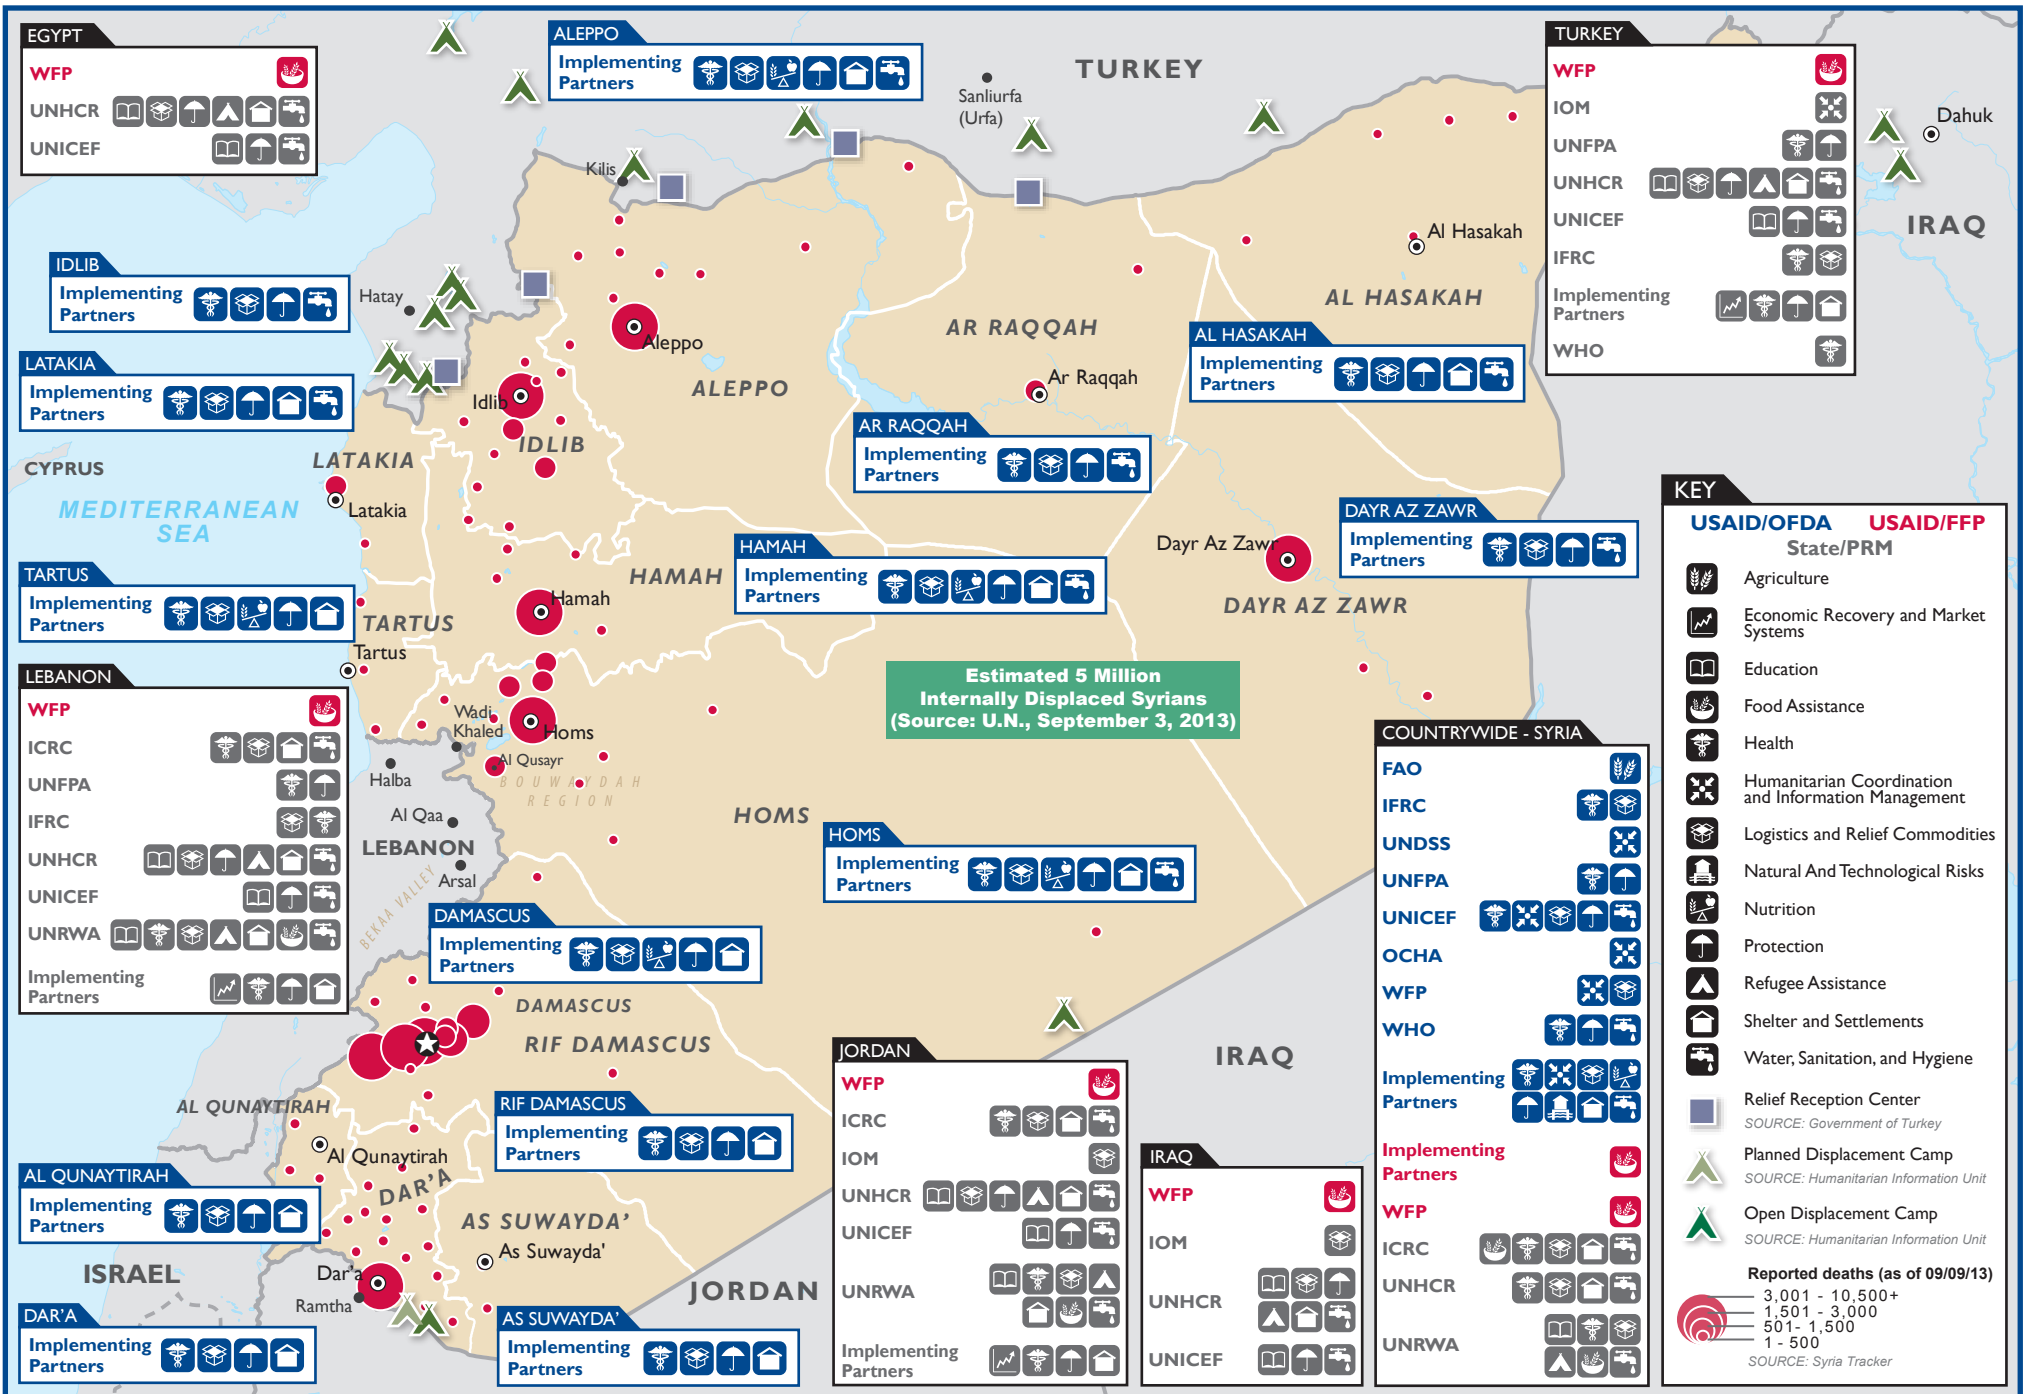 EGYPT
WFP
UNHCR
UNICEF
ALEPPO
Implementing
Partners
TURKEY
Sanliurfa
(Urfa)
Kilis
TURKEY
WFP
IOM
UNFPA
UNHCR
UNICEF
IFRC
Implementing
Partners
WHO
Dahuk
IRAQ
IDLIB
Implementing
Partners
Hatay
LATAKIA
Implementing
Partners
Aleppo
ALEPPO
Idlib
IDLIB
AR RAQQAH
Ar Raqqah
Al Hasakah
AL HASAKAH
AL HASAKAH
Implementing
Partners
AR RAQQAH
Implementing
Partners
CYPRUS
MEDITERRANEAN
SEA
LATAKIA
Latakia
TARTUS
Implementing
Partners
TARTUS
Tartus
HAMAH
Hamah
HAMAH
Implementing
Partners
Dayr Az Zawr
DAYR AZ ZAWR
DAYR AZ ZAWR
Implementing
Partners
Estimated 5 Million
Internally Displaced Syrians
(Source: U.N., September 3, 2013)
LEBANON
WFP
ICRC
UNFPA
IFRC
UNHCR
UNICEF
UNRWA
Implementing
Partners
Wadi
Khaled
Homs
Al Qusayr
BOUWAYDAH
REGION
Halba
Al Qaa
LEBANON
Arsal
BEKAA VALLEY
HOMS
HOMS
Implementing
Partners
DAMASCUS
Implementing
Partners
DAMASCUS
RIF DAMASCUS
RIF DAMASCUS
Implementing
Partners
AL QUNAYTIRAH
Al Qunaytirah
AL QUNAYTIRAH
Implementing
Partners
DAR'A
AS SUWAYDA'
As Suwayda'
ISRAEL
Dar'a
Ramtha
DAR'A
Implementing
Partners
AS SUWAYDA'
Implementing
Partners
JORDAN
JORDAN
WFP
ICRC
IOM
UNHCR
UNICEF
UNRWA
Implementing
Partners
IRAQ
IRAQ
WFP
IOM
UNHCR
UNICEF
COUNTRYWIDE - SYRIA
FAO
IFRC
UNDSS
UNFPA
UNICEF
OCHA
WFP
WHO
Implementing
Partners
Implementing
Partners
WFP
ICRC
UNHCR
UNRWA
KEY
USAID/OFDA USAID/FFP
State/PRM
Agriculture
Economic Recovery and Market
Systems
Education
Food Assistance
Health
Humanitarian Coordination
and Information Management
Logistics and Relief Commodities
Natural And Technological Risks
Nutrition
Protection
Refugee Assistance
Shelter and Settlements
Water, Sanitation, and Hygiene
Relief Reception Center
SOURCE: Government of Turkey
Planned Displacement Camp
SOURCE: Humanitarian Information Unit
Open Displacement Camp
SOURCE: Humanitarian Information Unit
Reported deaths (as of 09/09/13)
3,001 - 10,500+
1,501 - 3,000
501- 1,500
1 - 500
SOURCE: Syria Tracker